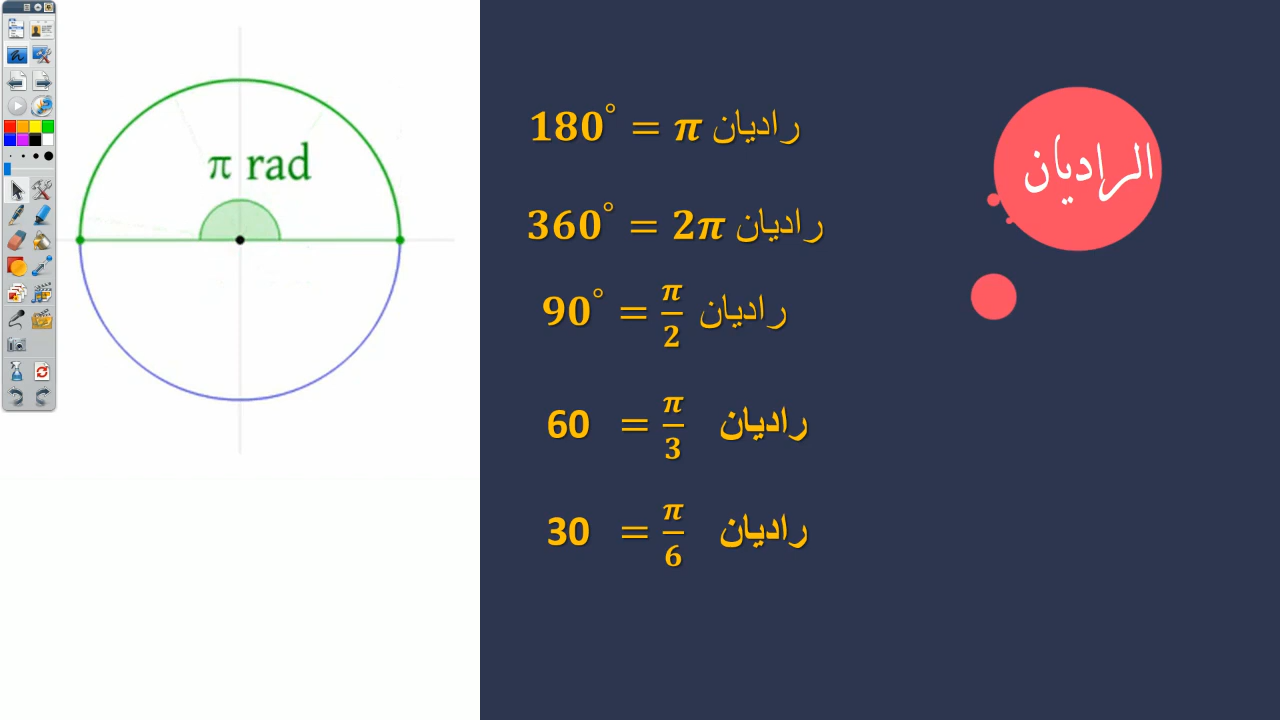 π rad
الراديان
180° = π راديان
360° = 2π راديان
90° = π/2 راديان
60 = π/3 راديان
30 = π/6 راديان